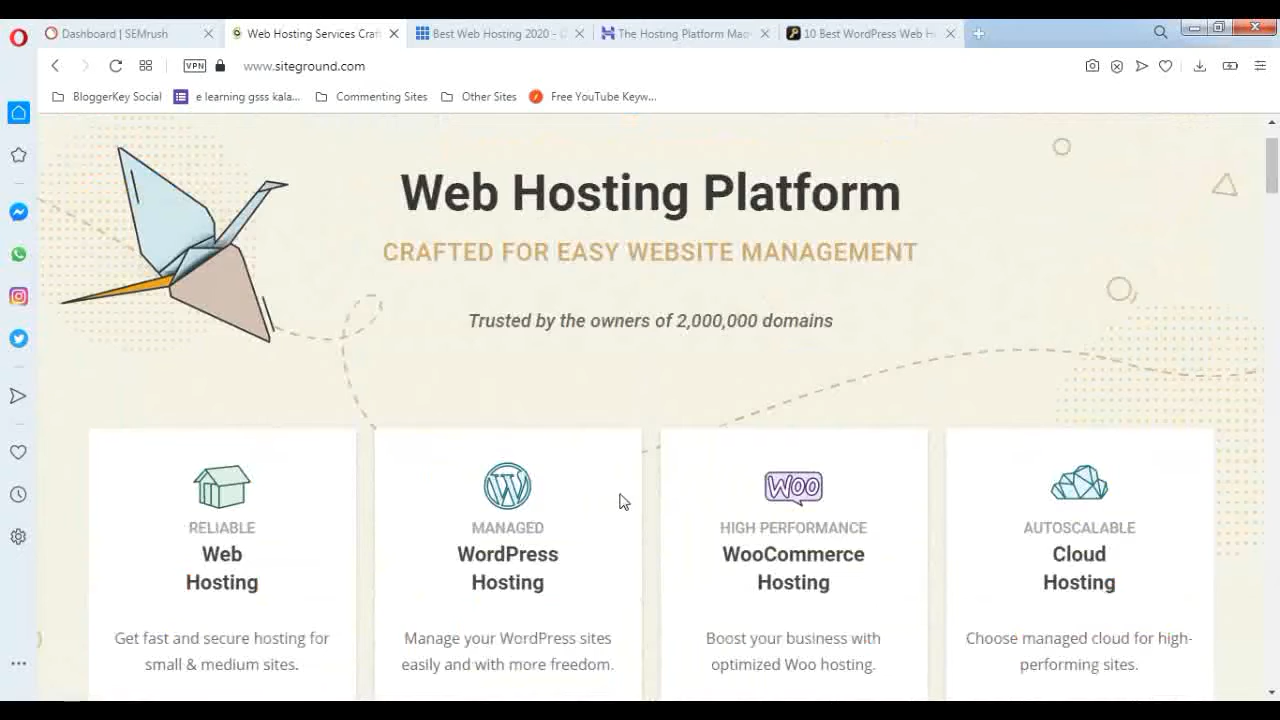 Dashboard | SEMrush
Web Hosting Services Craf
Best Web Hosting 2020 -
The Hosting Platform Mad
10 Best WordPress Web H
VPN
www.siteground.com
BloggerKey Social
e learning gsss kala...
Commenting Sites
Other Sites
Free YouTube Keyw...
Web Hosting Platform
CRAFTED FOR EASY WEBSITE MANAGEMENT
Trusted by the owners of 2,000,000 domains
RELIABLE
Web
Hosting
Get fast and secure hosting for
small & medium sites.
MANAGED
WordPress
Hosting
Manage your WordPress sites
easily and with more freedom.
WOO
HIGH PERFORMANCE
WooCommerce
Hosting
Boost your business with
optimized Woo hosting.
AUTOSCALABLE
Cloud
Hosting
Choose managed cloud for high-
performing sites.